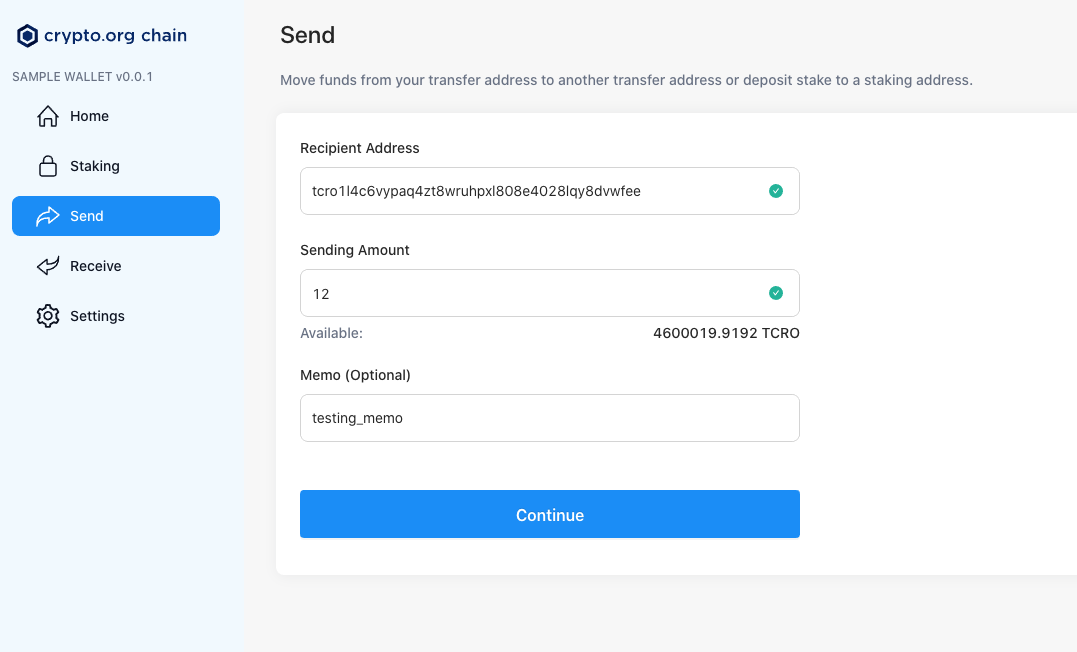 crypto.org chain
SAMPLE WALLET v0.0.1
Home
Staking
Send
Receive
Settings
Send
Move funds from your transfer address to another transfer address or deposit stake to a staking address.
Recipient Address
tcro1l4c6vypaq4zt8wruhpxl808e4028lqy8dvwfee
Sending Amount
12
Available: 4600019.9192 TCRO
Memo (Optional)
testing_memo
Continue